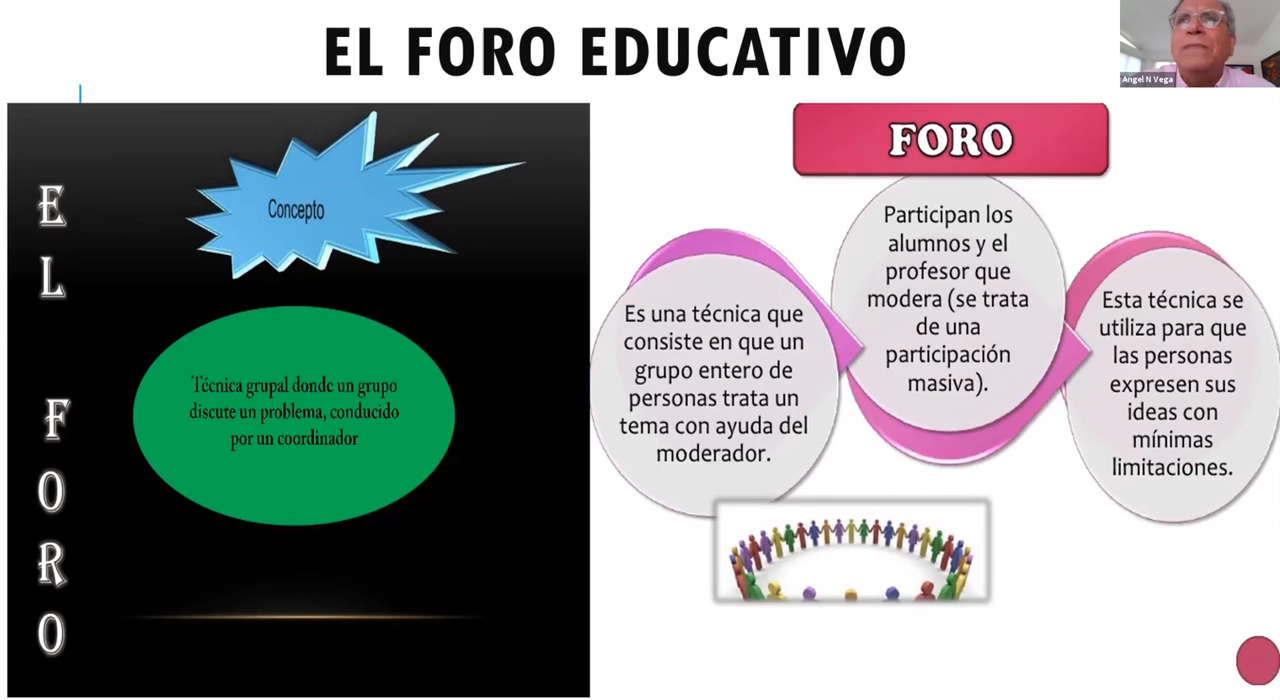 EL FORO EDUCATIVO
Angel N Vega
EL FORO
Concepto
Técnica grupal donde un grupo
discute un problema, conducido
por un coordinador
FORO
Es una técnica que
consiste en que un
grupo entero de
personas trata un
tema con ayuda del
moderador.
Participan los
alumnos y el
profesor que
modera (se trata
de una
participación
masiva).
Esta técnica se
utiliza para que
las personas
expresen sus
ideas con
mínimas
limitaciones.